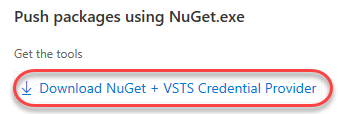 Push packages using NuGet.exe
Get the tools
Download NuGet + VSTS Credential Provider